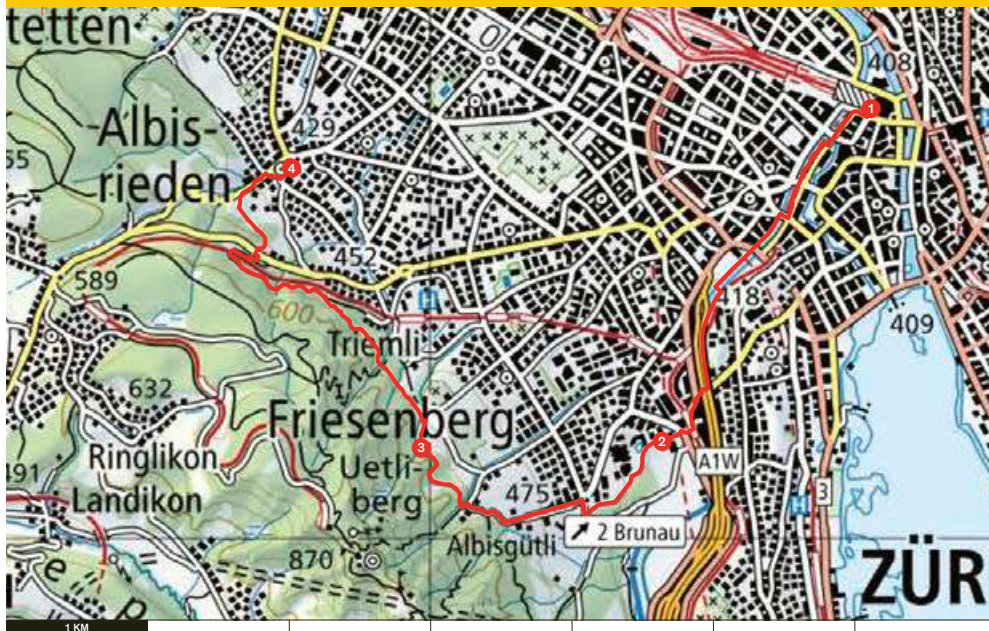 tetten
408
1
Albis-
rieden
429
4
55
452
589
600
118
409
Triemli
632
Friesenberg
3
2
Ringlikon
Uetli-
berg
A1W
491
Landikon
475
3
Albisgütli
2 Brunau
870
ZÜR
e
p
1 KM